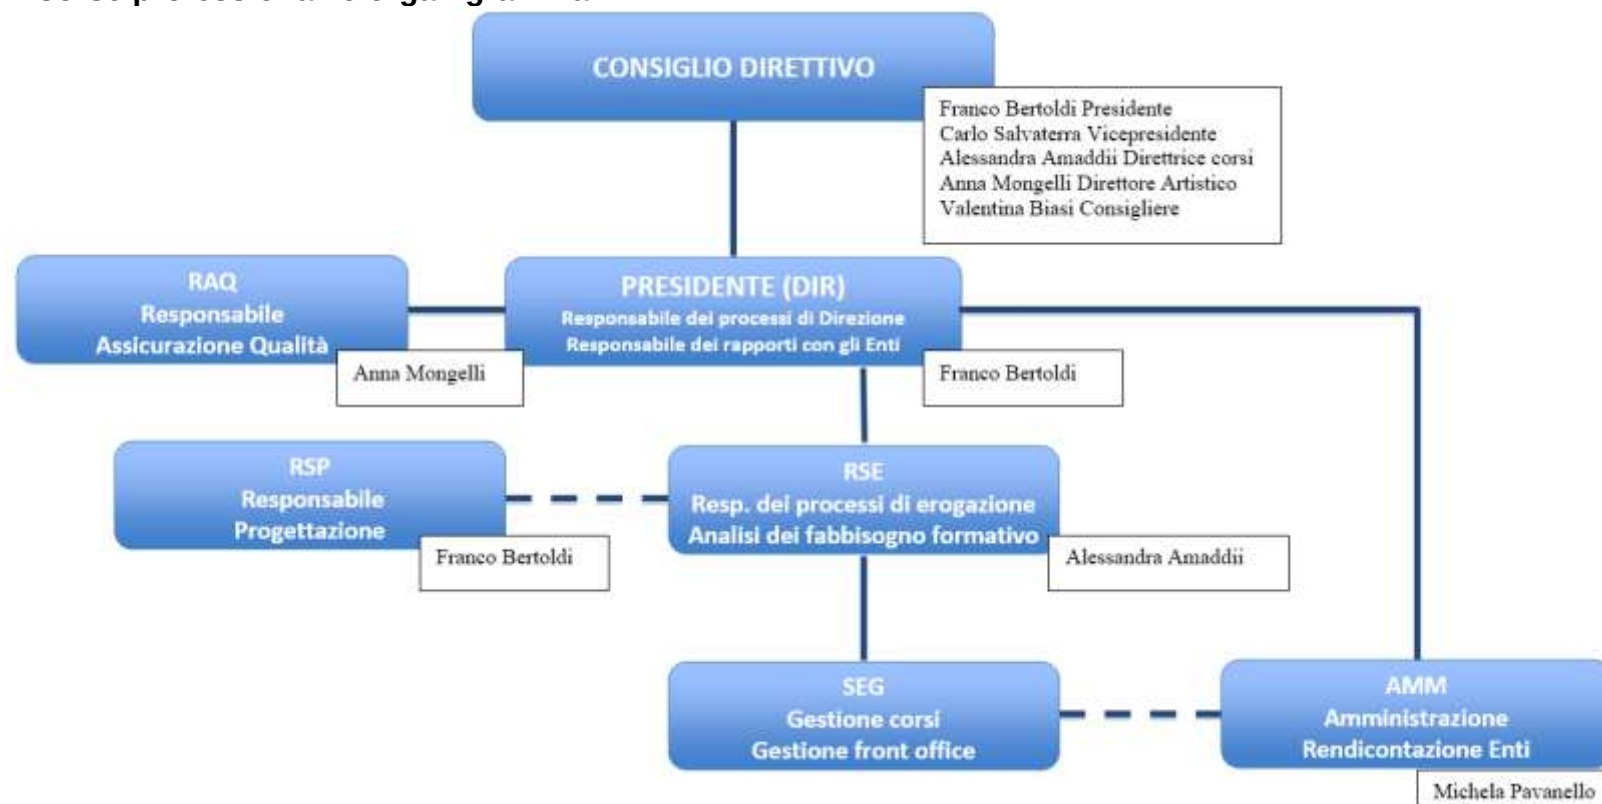 CONSIGLIO DIRETTIVO
Franco Bertoldi Presidente
Carlo Salvaterra Vicepresidente
Alessandra Amaddii Direttrice corsi
Anna Mongelli Direttore Artistico
Valentina Biasi Consigliere
RAQ
Responsabile
Assicurazione Qualità
Anna Mongelli
PRESIDENTE (DIR)
Responsabile dei processi di Direzione
Responsabile dei rapporti con gli Enti
Franco Bertoldi
RSP
Responsabile
Progettazione
Franco Bertoldi
RSE
Resp. dei processi di erogazione
Analisi dei fabbisogno formativo
Alessandra Amaddii
SEG
Gestione corsi
Gestione front office
AMM
Amministrazione
Rendicontazione Enti
Michela Pavanello